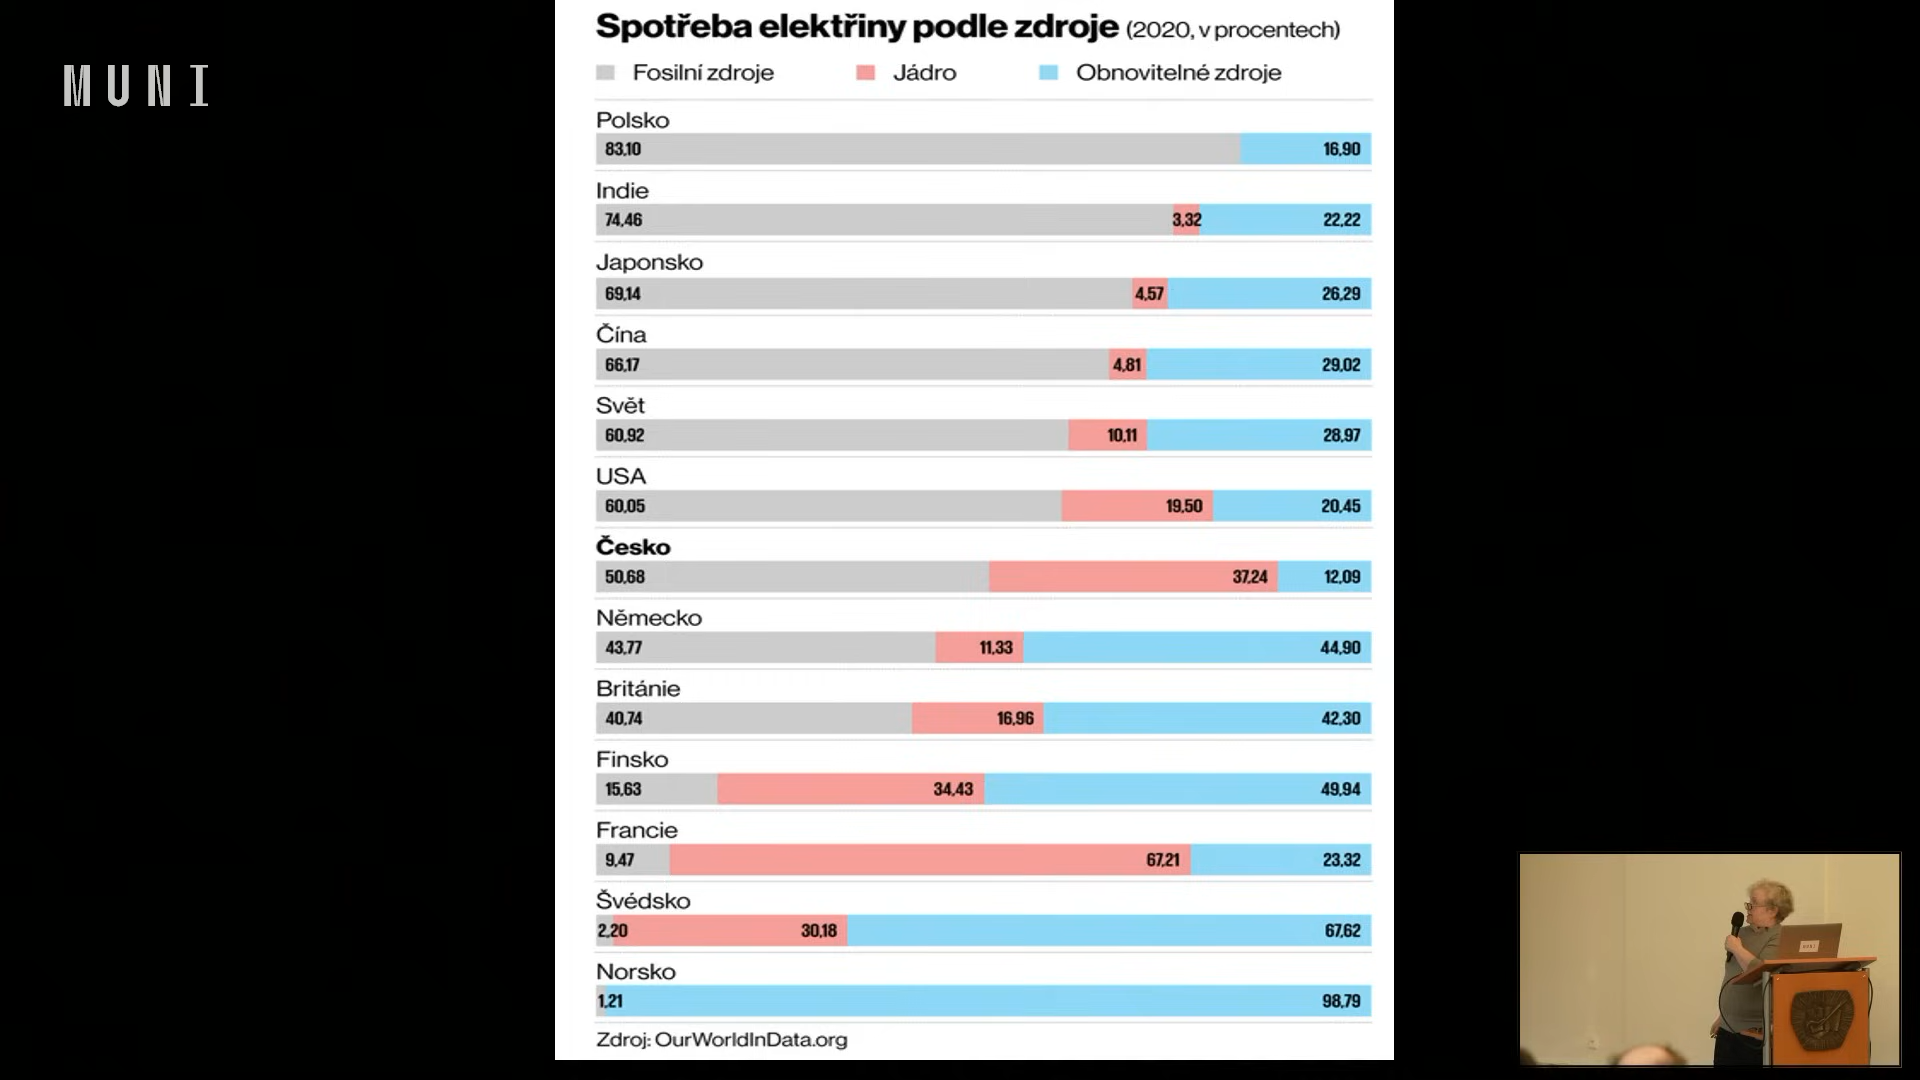 MUNI
Spotřeba elektřiny podle zdroje (2020, v procentech)
Fosilní zdroje Jádro Obnovitelné zdroje
Polsko
83,10 16,90
Indie
74,46 3,32 22,22
Japonsko
69,14 4,57 26,29
Čína
66,17 4,81 29,02
Svět
60,92 10,11 28,97
USA
60,05 19,50 20,45
Česko
50,68 37,24 12,09
Německo
43,77 11,33 44,90
Británie
40,74 16,96 42,30
Finsko
15,63 34,43 49,94
Francie
9,47 67,21 23,32
Švédsko
2,20 30,18 67,62
Norsko
1,21 98,79
Zdroj: OurWorldInData.org
MUNI